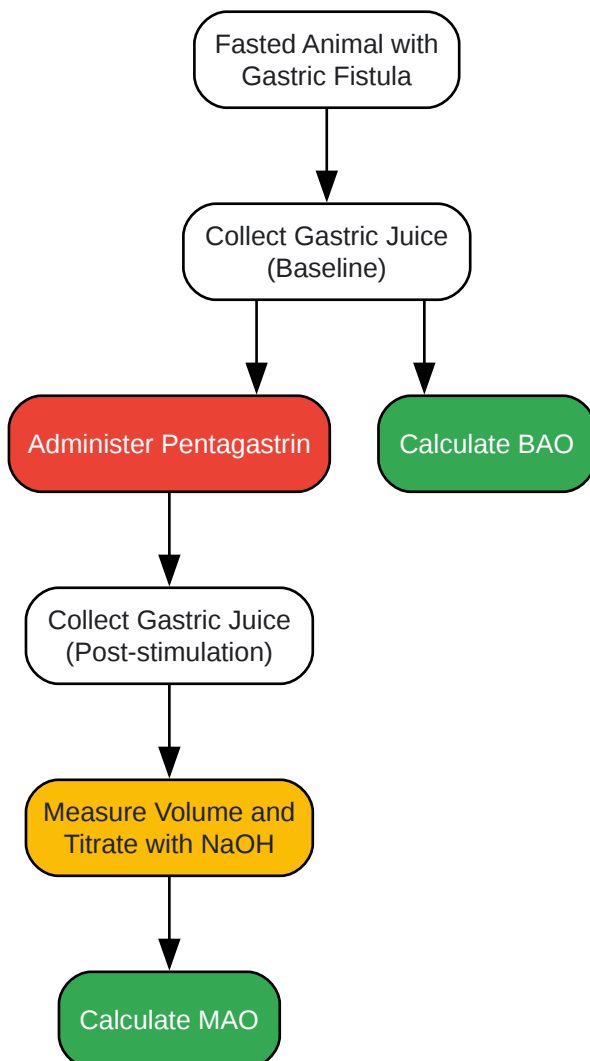 Fasted Animal with
Gastric Fistula
Collect Gastric Juice
(Baseline)
Administer Pentagastrin
Calculate BAO
Collect Gastric Juice
(Post-stimulation)
Measure Volume and
Titrate with NaOH
Calculate MAO